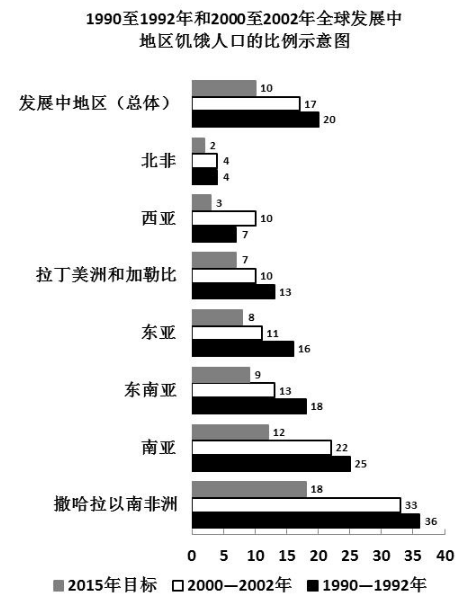 1990至1992年和2000至2002年全球发展中
地区饥饿人口的比例示意图
发展中地区（总体）
10
17
20
北非
2
4
4
西亚
3
10
7
拉丁美洲和加勒比
7
10
13
东亚
8
11
16
东南亚
9
13
18
南亚
12
22
25
撒哈拉以南非洲
18
33
36
0 5 10 15 20 25 30 35 40
2015年目标 2000—2002年 1990—1992年